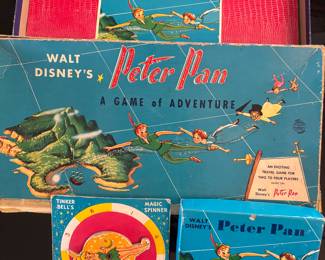 WALT
DISNEY'S
Peter Pan
A GAME of ADVENTURE
AN EXCITING
TRAVEL GAME FOR
TWO TO FOUR PLAYERS
Walt
Disney's Peter Pan
TINKER
BELL'S
MAGIC
SPINNER
WALT
DISNEY'S
Peter Pan